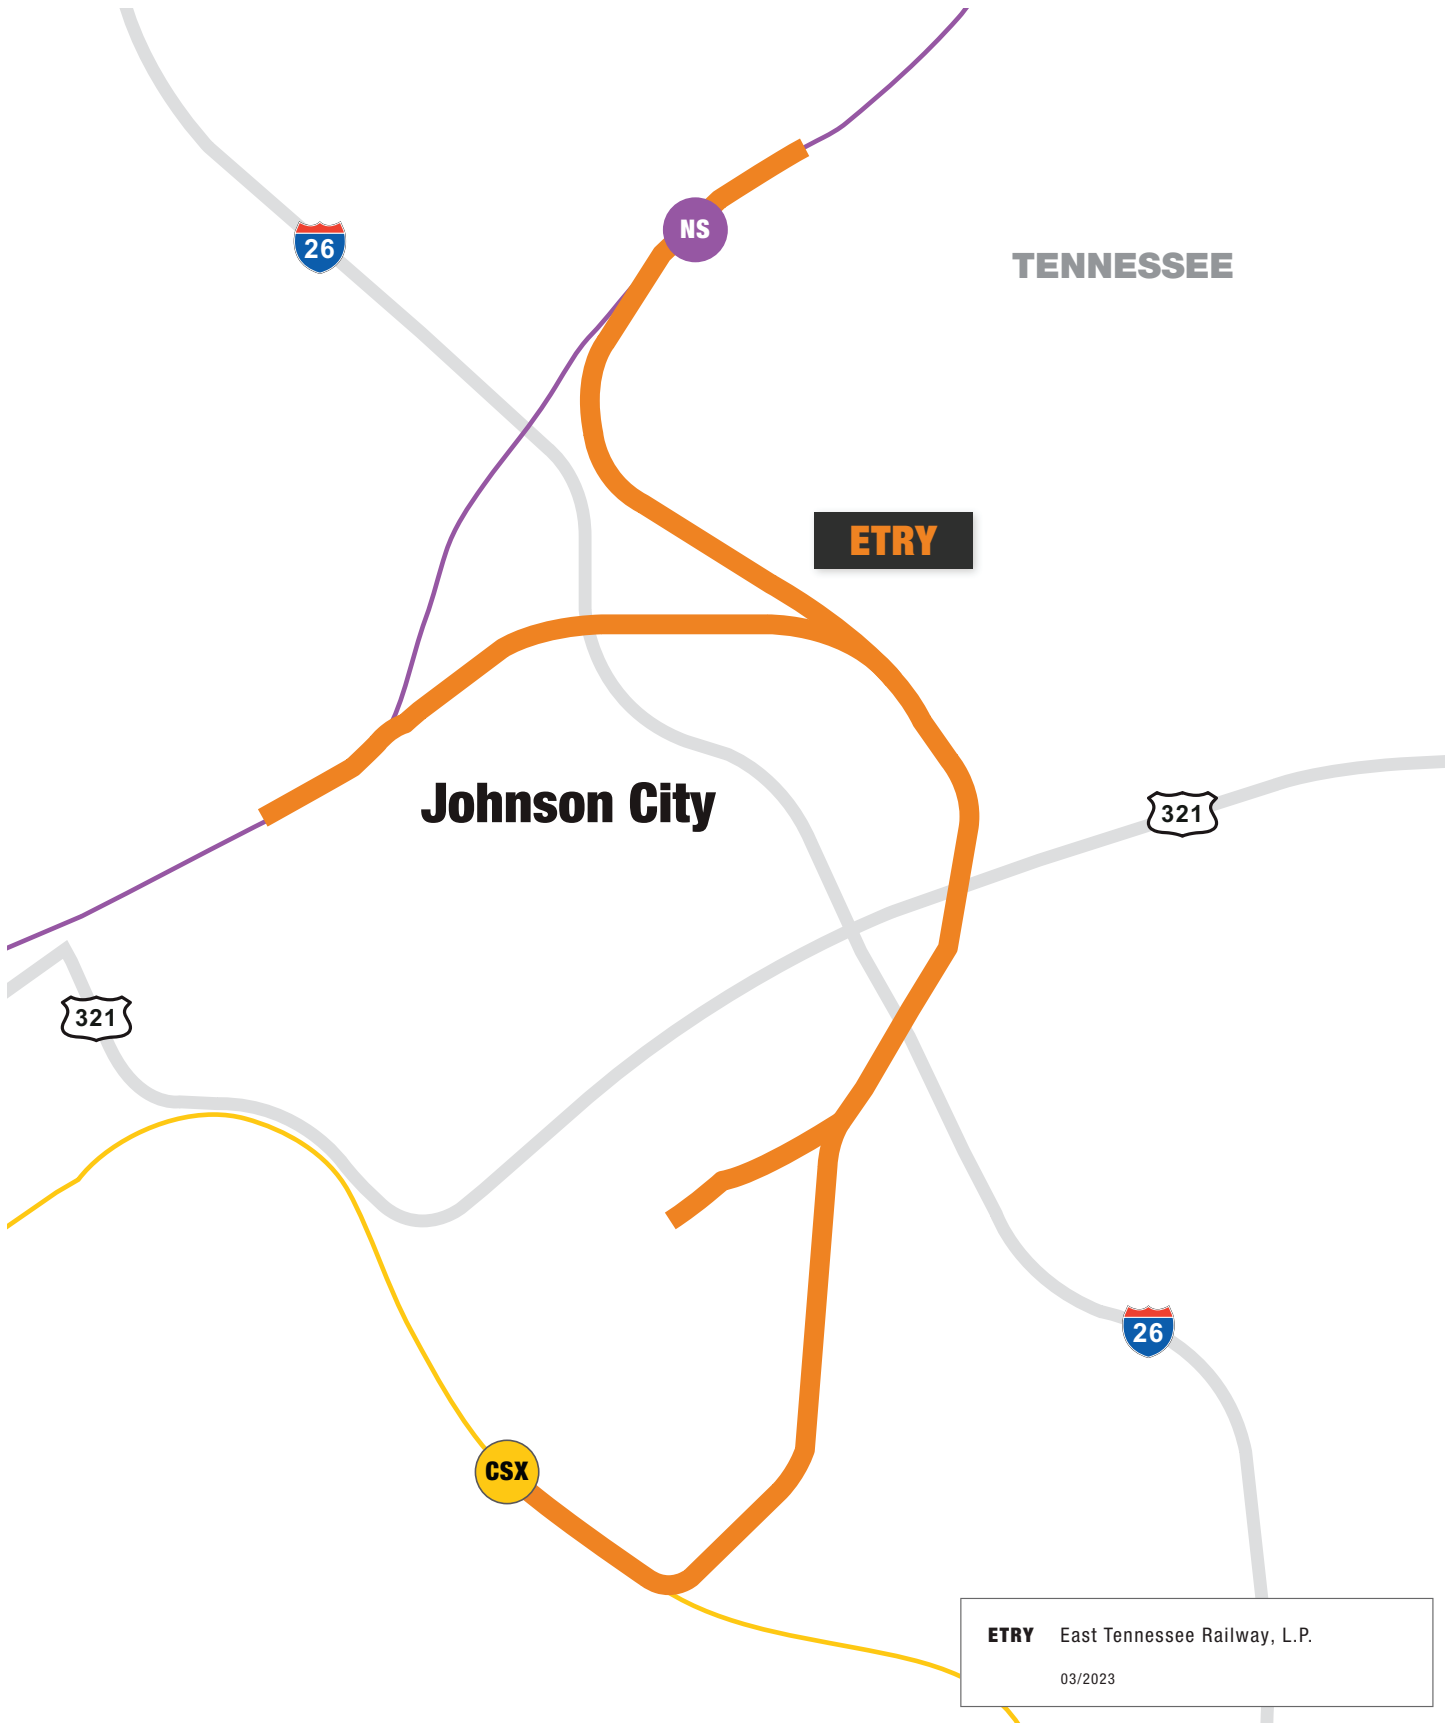 NS
26
TENNESSEE
ETRY
Johnson City
321
321
26
CSX
ETRY East Tennessee Railway, L.P.
03/2023